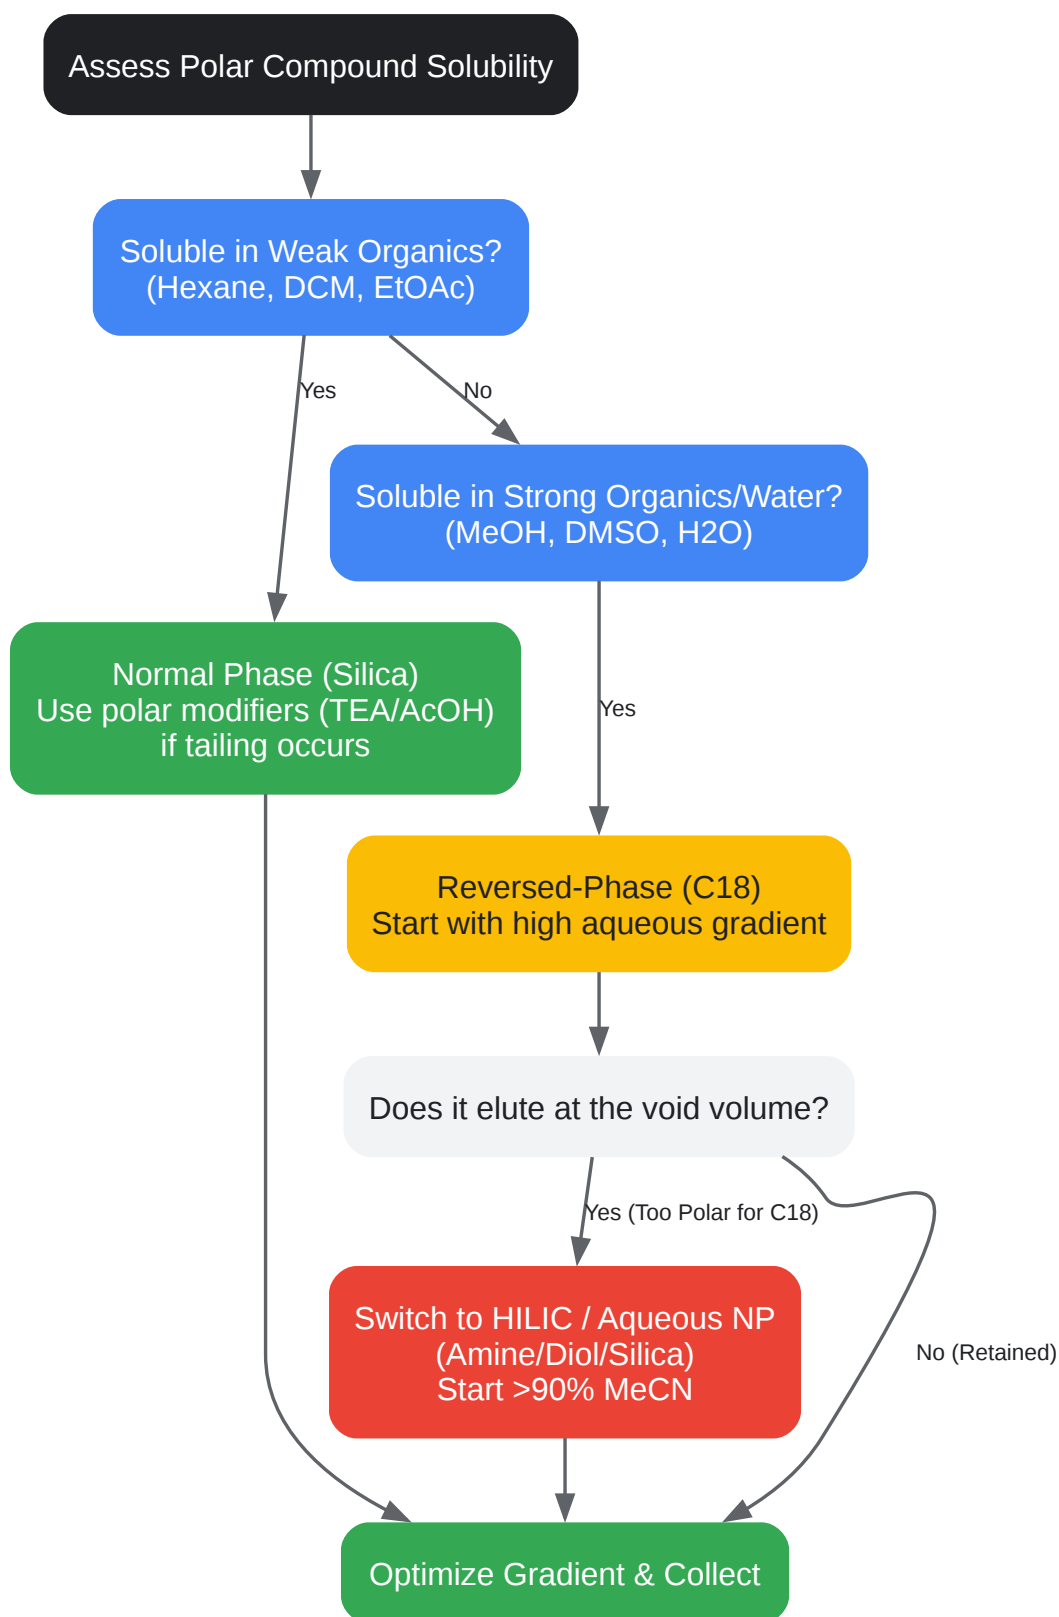 Assess Polar Compound Solubility
Soluble in Weak Organics?
(Hexane, DCM, EtOAc)
Yes
No
Soluble in Strong Organics/Water?
(MeOH, DMSO, H2O)
Normal Phase (Silica)
Use polar modifiers (TEA/AcOH)
if tailing occurs
Yes
Reversed-Phase (C18)
Start with high aqueous gradient
Does it elute at the void volume?
Yes (Too Polar for C18)
Switch to HILIC / Aqueous NP
(Amine/Diol/Silica)
Start >90% MeCN
No (Retained)
Optimize Gradient & Collect